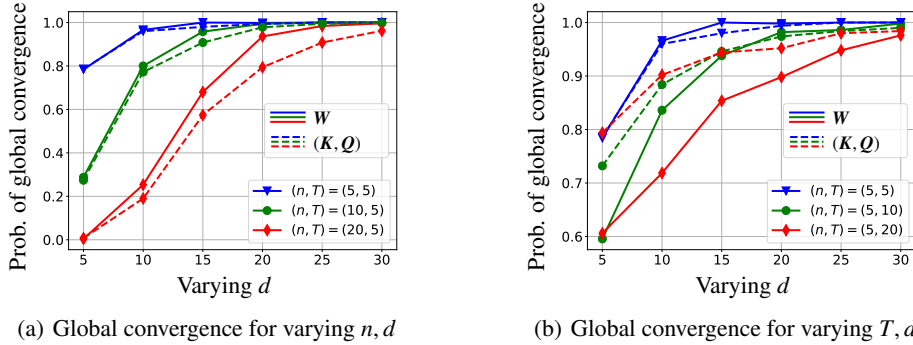 Prob. of global convergence
1.0
0.8
0.6
0.4
0.2
0.0
W
(K, Q)
(n, T) = (5, 5)
(n, T) = (10, 5)
(n, T) = (20, 5)
5 10 15 20 25 30
Varying d
(a) Global convergence for varying n, d
Prob. of global convergence
1.0
0.9
0.8
0.7
0.6
W
(K, Q)
(n, T) = (5, 5)
(n, T) = (5, 10)
(n, T) = (5, 20)
5 10 15 20 25 30
Varying d
(b) Global convergence for varying T, d